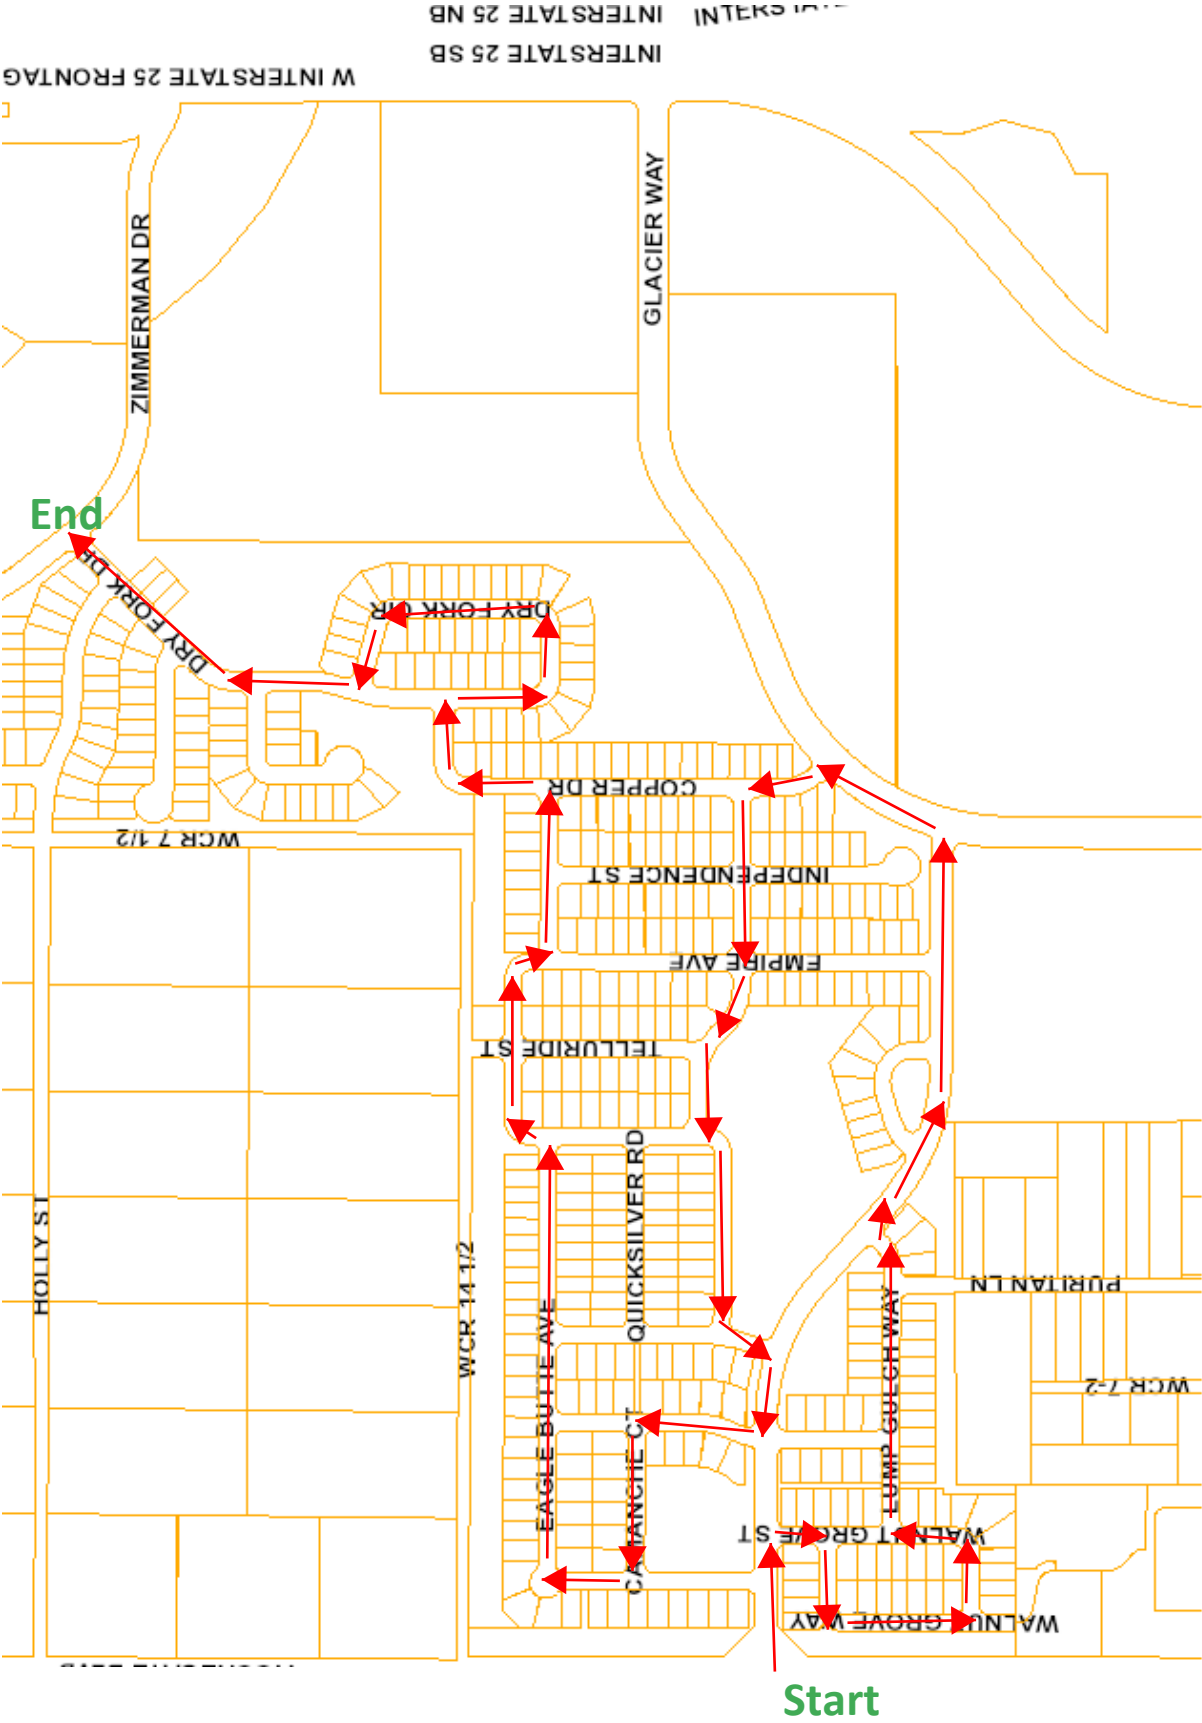 INTERSTATE 25 NB
INTERSTATE 25 SB
W INTERSTATE 25 FRONTAG
GLACIER WAY
ZIMMERMAN DR
End
DRY FORK DR
DRY FORK CIR
COPPER DR
WCR 7 1/2
INDEPENDENCE ST
EMPIRE AVE
TELLURIDE ST
QUICKSILVER RD
HOLLY ST
WCR 14 1/2
PURITAN LN
EAGLE BUTTE AVE
LUMP GULCH WAY
WCR 7-2
CAMANCHE CT
WALNUT GROVE ST
WALNUT GROVE WAY
Start